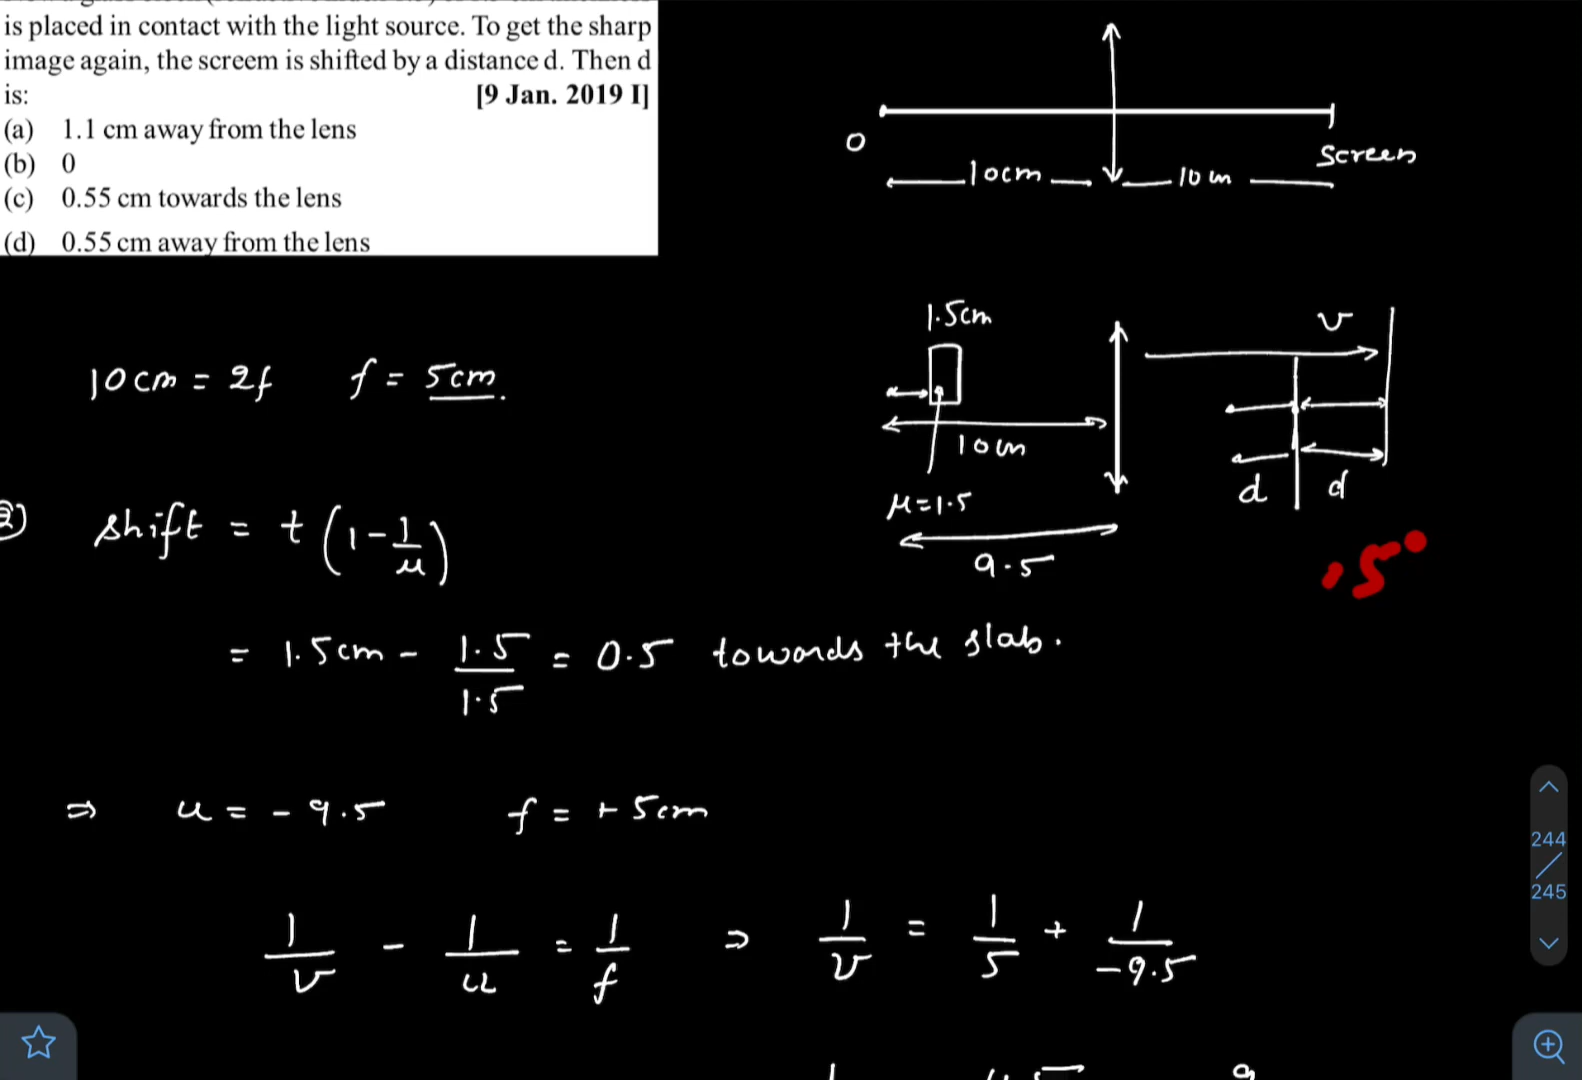 is placed in contact with the light source. To get the sharp
image again, the screem is shifted by a distance d. Then d
is: [9 Jan. 2019 I]
(a) 1.1 cm away from the lens
(b) 0
(c) 0.55 cm towards the lens
(d) 0.55 cm away from the lens
O
Screen
10cm
10cm
1.5cm
v
10cm
μ=1.5
9.5
d
d
.5
10cm = 2f f = 5cm.
2) shift = t(1-1/μ)
= 1.5cm - 1.5/1.5 = 0.5 towards the slab.
⇒ u = -9.5 f = +5cm
1/v - 1/u = 1/f ⇒ 1/v = 1/5 + 1/-9.5
244
245